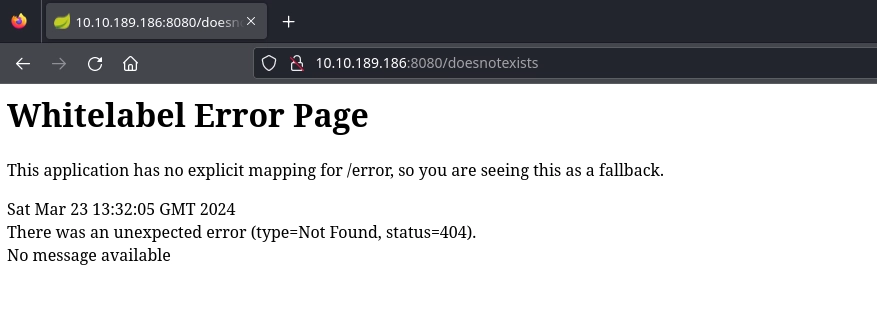 10.10.189.186:8080/doesn
10.10.189.186:8080/doesnotexists
Whitelabel Error Page
This application has no explicit mapping for /error, so you are seeing this as a fallback.
Sat Mar 23 13:32:05 GMT 2024
There was an unexpected error (type=Not Found, status=404).
No message available